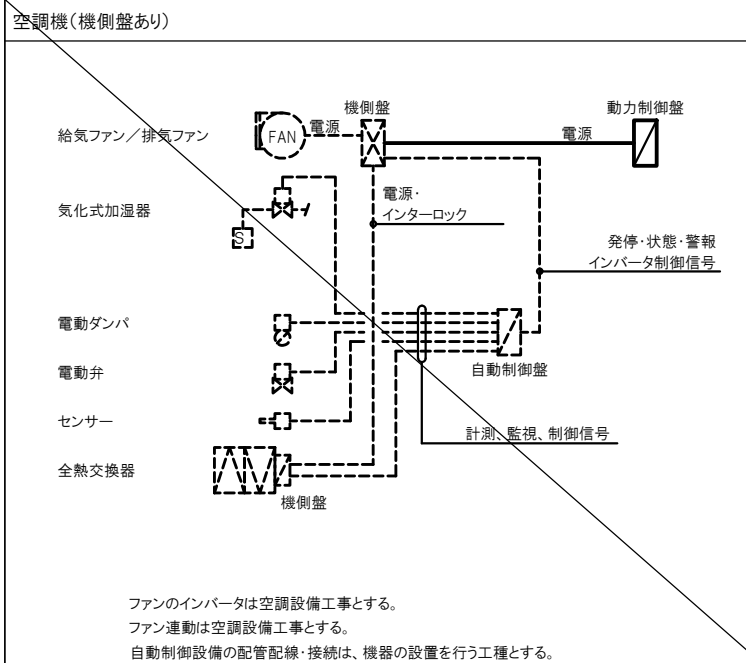 空調機(機側盤あり)
機側盤
動力制御盤
給気ファン/排気ファン
FAN
電源
電源
気化式加湿器
S
電源・
インターロック
発停・状態・警報
インバータ制御信号
電動ダンパ
電動弁
自動制御盤
センサー
計測、監視、制御信号
全熱交換器
機側盤
ファンのインバータは空調設備工事とする。
ファン連動は空調設備工事とする。
自動制御設備の配管配線・接続は、機器の設置を行う工種とする。